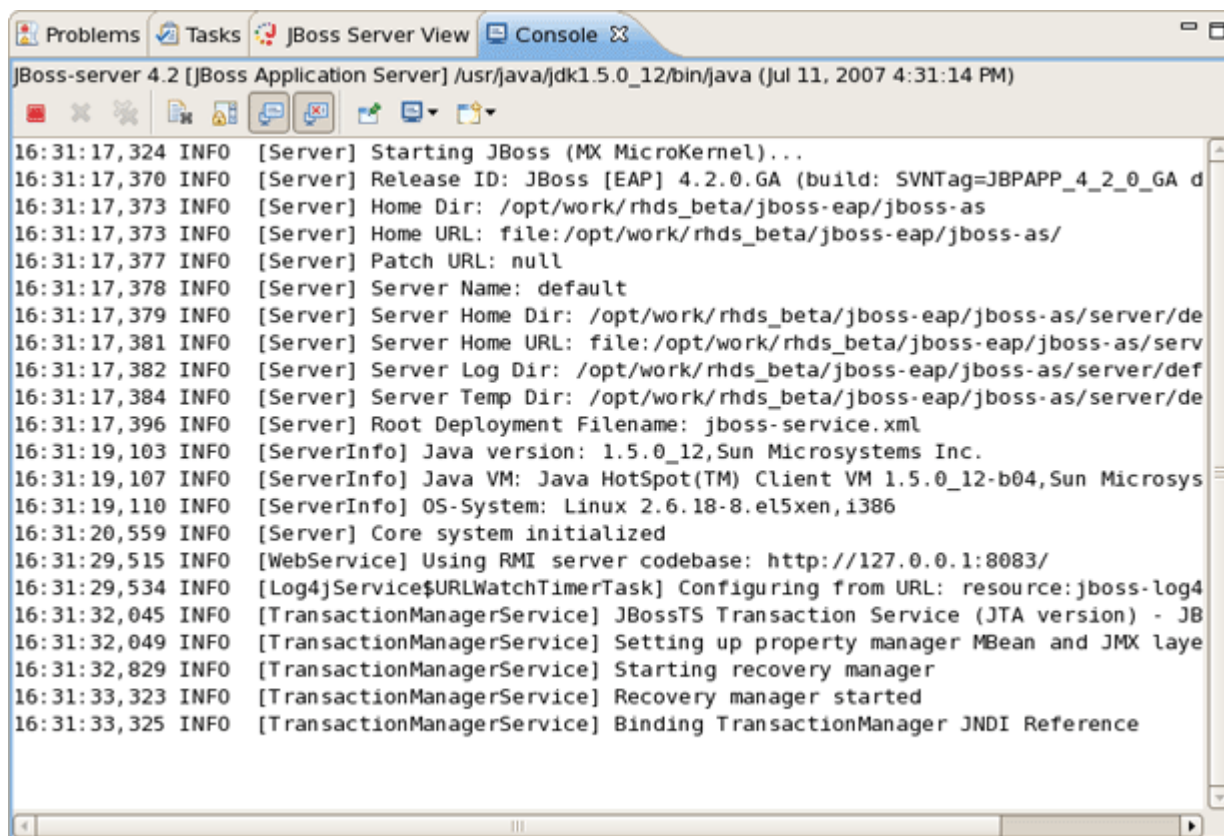 Problems Tasks JBoss Server View Console
JBoss-server 4.2 [JBoss Application Server] /usr/java/jdk1.5.0_12/bin/java (Jul 11, 2007 4:31:14 PM)
16:31:17,324 INFO  [Server] Starting JBoss (MX MicroKernel)...
16:31:17,370 INFO  [Server] Release ID: JBoss [EAP] 4.2.0.GA (build: SVNTag=JBPAPP_4_2_0_GA d
16:31:17,373 INFO  [Server] Home Dir: /opt/work/rhds_beta/jboss-eap/jboss-as
16:31:17,373 INFO  [Server] Home URL: file:/opt/work/rhds_beta/jboss-eap/jboss-as/
16:31:17,377 INFO  [Server] Patch URL: null
16:31:17,378 INFO  [Server] Server Name: default
16:31:17,379 INFO  [Server] Server Home Dir: /opt/work/rhds_beta/jboss-eap/jboss-as/server/de
16:31:17,381 INFO  [Server] Server Home URL: file:/opt/work/rhds_beta/jboss-eap/jboss-as/serv
16:31:17,382 INFO  [Server] Server Log Dir: /opt/work/rhds_beta/jboss-eap/jboss-as/server/def
16:31:17,384 INFO  [Server] Server Temp Dir: /opt/work/rhds_beta/jboss-eap/jboss-as/server/de
16:31:17,396 INFO  [Server] Root Deployment Filename: jboss-service.xml
16:31:19,103 INFO  [ServerInfo] Java version: 1.5.0_12,Sun Microsystems Inc.
16:31:19,107 INFO  [ServerInfo] Java VM: Java HotSpot(TM) Client VM 1.5.0_12-b04,Sun Microsys
16:31:19,110 INFO  [ServerInfo] OS-System: Linux 2.6.18-8.el5xen,i386
16:31:20,559 INFO  [Server] Core system initialized
16:31:29,515 INFO  [WebService] Using RMI server codebase: http://127.0.0.1:8083/
16:31:29,534 INFO  [Log4jService$URLWatchTimerTask] Configuring from URL: resource:jboss-log4
16:31:32,045 INFO  [TransactionManagerService] JBossTS Transaction Service (JTA version) - JB
16:31:32,049 INFO  [TransactionManagerService] Setting up property manager MBean and JMX laye
16:31:32,829 INFO  [TransactionManagerService] Starting recovery manager
16:31:33,323 INFO  [TransactionManagerService] Recovery manager started
16:31:33,325 INFO  [TransactionManagerService] Binding TransactionManager JNDI Reference